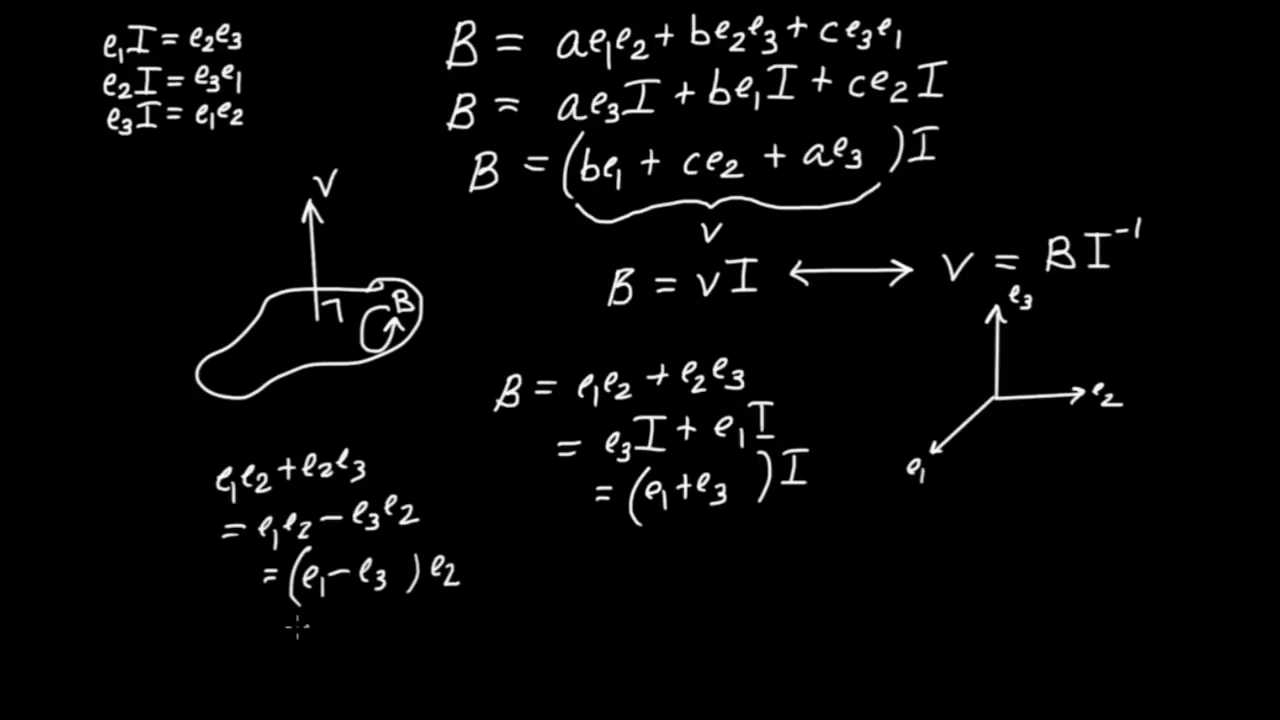 e₁I = e₂e₃
e₂I = e₃e₁
e₃I = e₁e₂
B = ae₁e₂ + be₂e₃ + ce₃e₁
B = ae₃I + be₁I + ce₂I
B = (be₁ + ce₂ + ae₃)I
v
B = vI ⟷ v = BI⁻¹
v
B
e₃
e₂
e₁
B = e₁e₂ + e₂e₃
= e₃I + e₁I
= (e₁+e₃)I
e₁e₂ + e₂e₃
= e₁e₂ − e₃e₂
= (e₁ − e₃)e₂